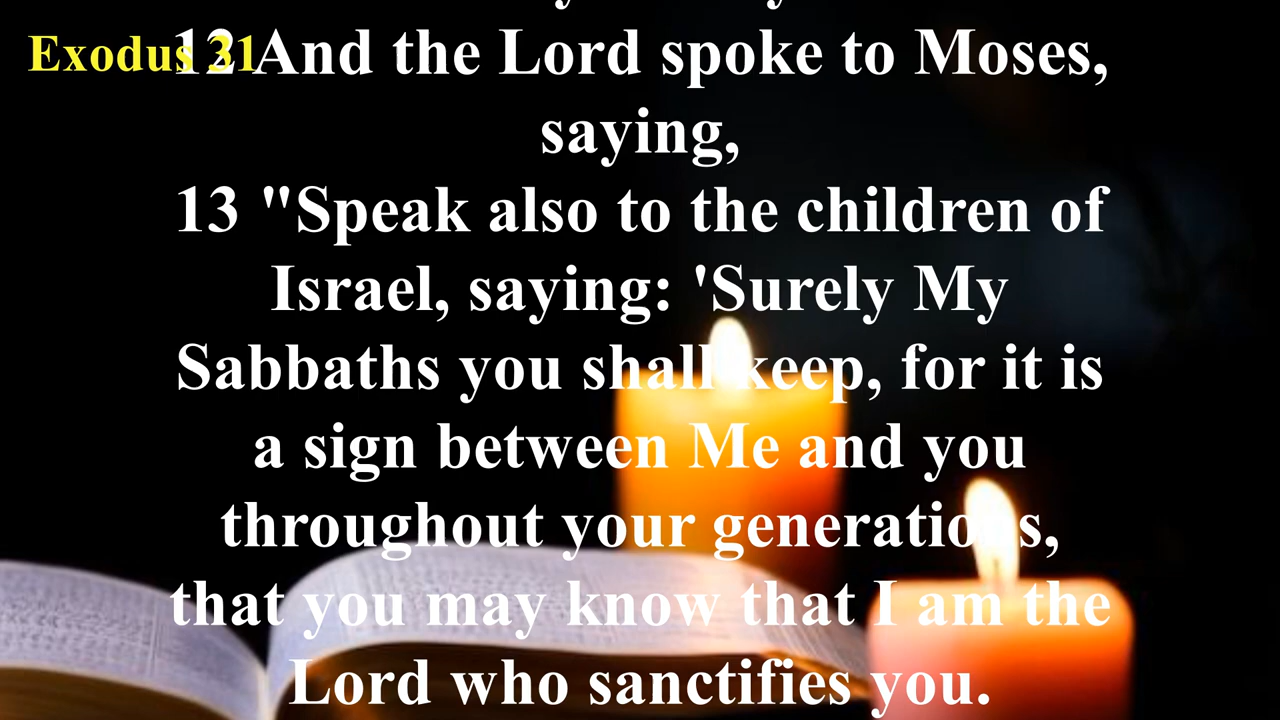 Exodus 31
12 And the Lord spoke to Moses,
saying,
13 "Speak also to the children of
Israel, saying: 'Surely My
Sabbaths you shall keep, for it is
a sign between Me and you
throughout your generations,
that you may know that I am the
Lord who sanctifies you.